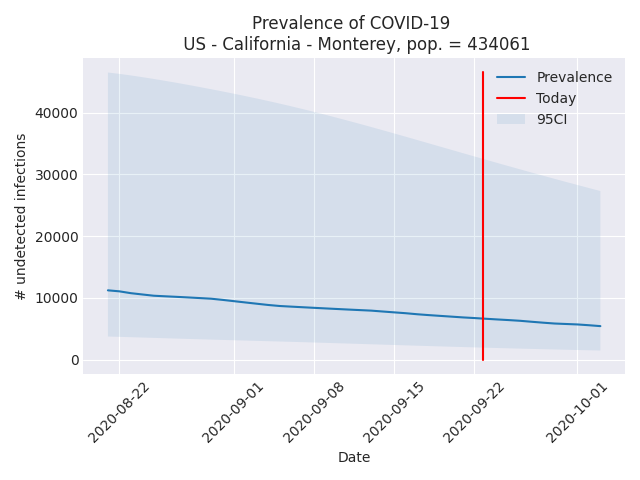 Prevalence of COVID-19
US - California - Monterey, pop. = 434061
Prevalence
Today
95CI
# undetected infections
40000
30000
20000
10000
0
2020-08-22
2020-09-01
2020-09-08
2020-09-15
2020-09-22
2020-10-01
Date